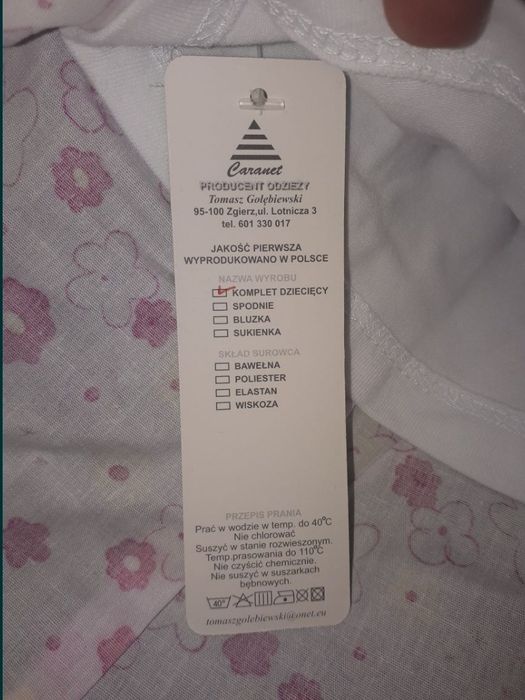 Caranet
PRODUCENT ODZIEŻY
Tomasz Gołębiewski
95-100 Zgierz,ul. Lotnicza 3
tel. 601 330 017
JAKOŚĆ PIERWSZA
WYPRODUKOWANO W POLSCE
NAZWA WYROBU
KOMPLET DZIECIĘCY
SPODNIE
BLUZKA
SUKIENKA
SKŁAD SUROWCA
BAWEŁNA
POLIESTER
ELASTAN
WISKOZA
PRZEPIS PRANIA
Prać w wodzie w temp. do 40°C
Nie chlorować
Suszyć w stanie rozwieszonym.
Temp.prasowania do 110°C
Nie czyścić chemicznie.
Nie suszyć w suszarkach
bębnowych.
40°
tomaszgolebiewski@onet.eu